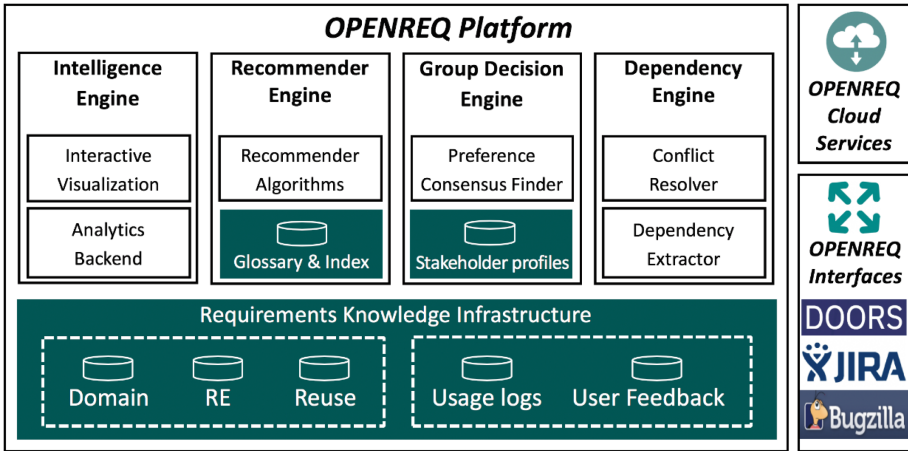 OPENREQ Platform
Intelligence
Engine
Interactive
Visualization
Analytics
Backend
Recommender
Engine
Recommender
Algorithms
Glossary & Index
Group Decision
Engine
Preference
Consensus Finder
Stakeholder profiles
Dependency
Engine
Conflict
Resolver
Dependency
Extractor
Requirements Knowledge Infrastructure
Domain
RE
Reuse
Usage logs
User Feedback
OPENREQ
Cloud
Services
OPENREQ
Interfaces
DOORS
JIRA
Bugzilla